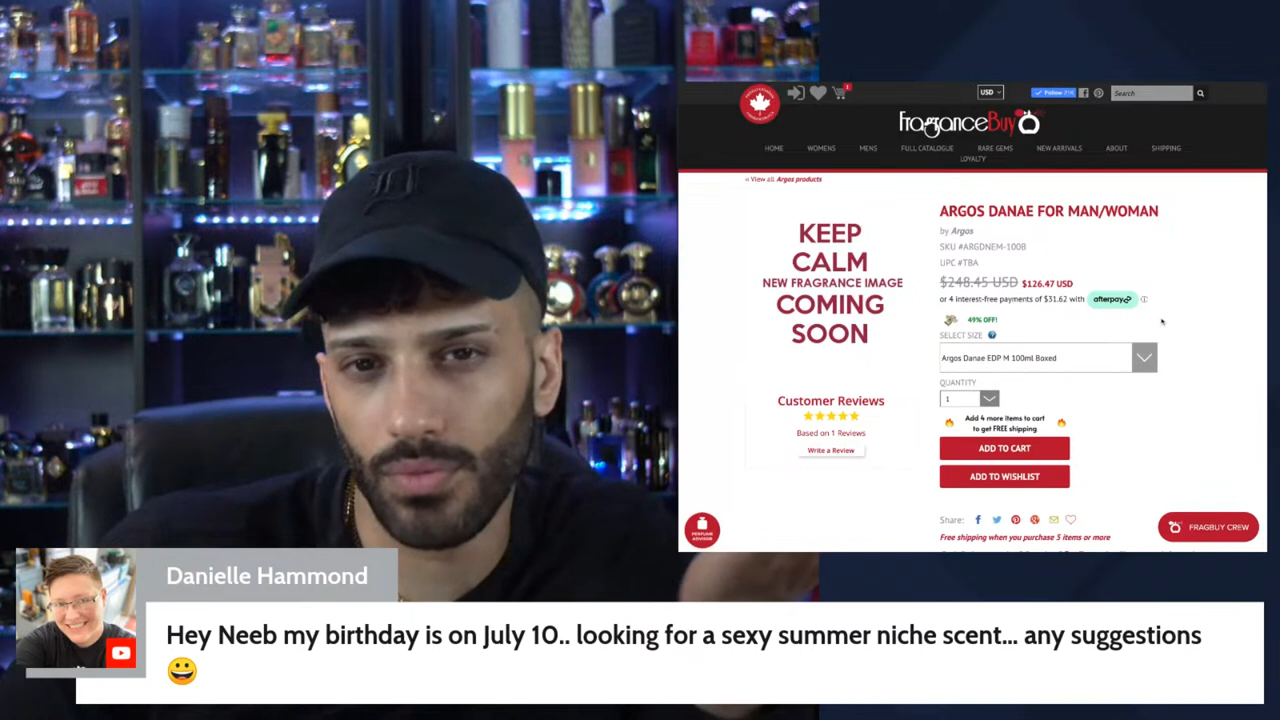 USD
Follow
Search
FragranceBuy
HOME
WOMENS
MENS
FULL CATALOGUE
RARE GEMS
NEW ARRIVALS
ABOUT
SHIPPING
LOYALTY
« View all Argos products
KEEP
CALM
NEW FRAGRANCE IMAGE
COMING
SOON
Customer Reviews
Based on 1 Reviews
Write a Review
ARGOS DANAE FOR MAN/WOMAN
by Argos
SKU #ARGDNEM-100B
UPC #TBA
$248.45 USD $126.47 USD
or 4 interest-free payments of $31.62 with afterpay
49% OFF!
SELECT SIZE
Argos Danae EDP M 100ml Boxed
QUANTITY
1
Add 4 more items to cart
to get FREE shipping
ADD TO CART
ADD TO WISHLIST
Share:
Free shipping when you purchase 5 items or more
PERFUME
ADVISOR
FRAGBUY CREW
Danielle Hammond
Hey Neeb my birthday is on July 10.. looking for a sexy summer niche scent... any suggestions
😀